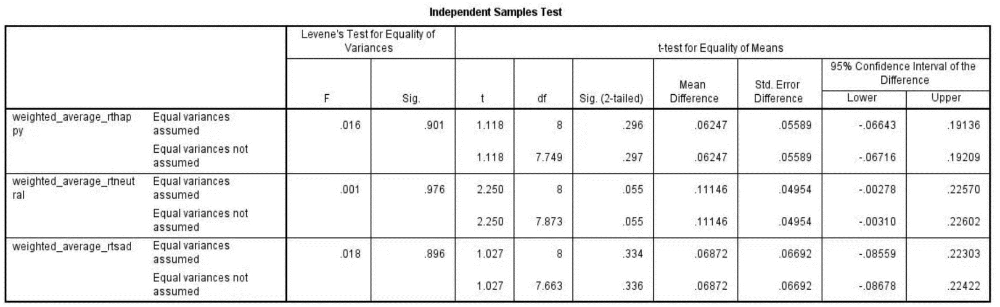 Independent Samples Test
Levene's Test for Equality of
Variances
t-test for Equality of Means
F
Sig.
t
df
Sig. (2-tailed)
Mean
Difference
Std. Error
Difference
95% Confidence Interval of the
Difference
Lower
Upper
weighted_average_rthap
py
Equal variances
assumed
.016 .901 1.118 8 .296 .06247 .05589 -.06643 .19136
Equal variances not
assumed
1.118 7.749 .297 .06247 .05589 -.06716 .19209
weighted_average_rtneut
ral
Equal variances
assumed
.001 .976 2.250 8 .055 .11146 .04954 -.00278 .22570
Equal variances not
assumed
2.250 7.873 .055 .11146 .04954 -.00310 .22602
weighted_average_rtsad
Equal variances
assumed
.018 .896 1.027 8 .334 .06872 .06692 -.08559 .22303
Equal variances not
assumed
1.027 7.663 .336 .06872 .06692 -.08678 .22422